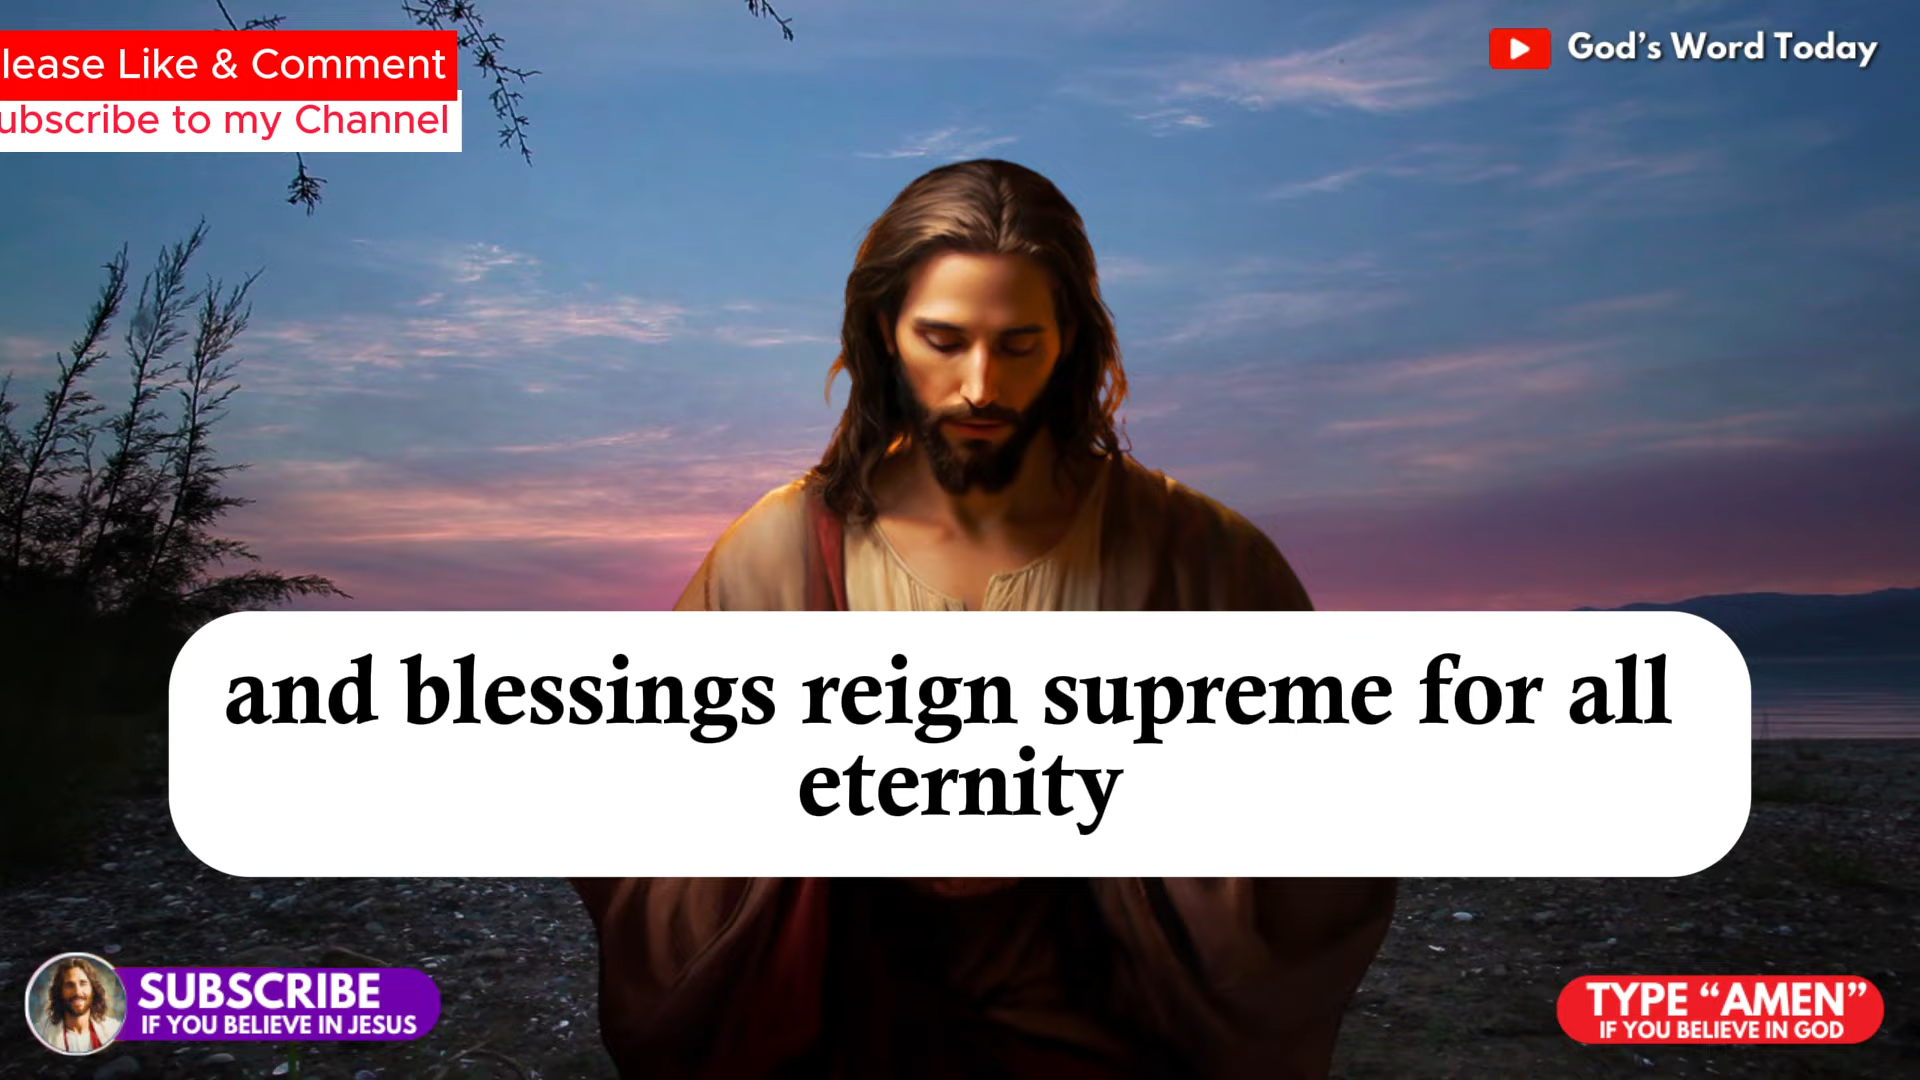 lease Like & Comment
ubscribe to my Channel
God's Word Today
and blessings reign supreme for all
eternity
SUBSCRIBE
IF YOU BELIEVE IN JESUS
TYPE “AMEN”
IF YOU BELIEVE IN GOD